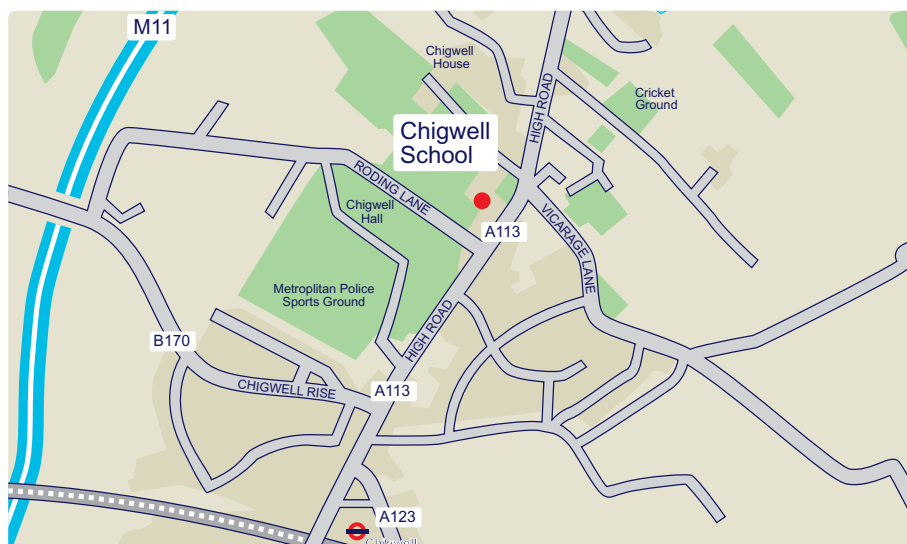 M11
Chigwell
House
Cricket
Ground
HIGH ROAD
Chigwell
School
RODING LANE
Chigwell
Hall
VICARAGE LANE
A113
Metroplitan Police
Sports Ground
HIGH ROAD
B170
CHIGWELL RISE
A113
A123
Chigwell